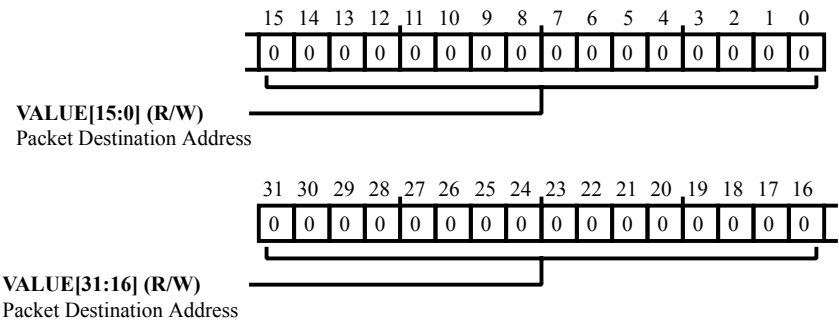 15 14 13 12 11 10 9 8 7 6 5 4 3 2 1 0
0 0 0 0 0 0 0 0 0 0 0 0 0 0 0 0
VALUE[15:0] (R/W)
Packet Destination Address
31 30 29 28 27 26 25 24 23 22 21 20 19 18 17 16
0 0 0 0 0 0 0 0 0 0 0 0 0 0 0 0
VALUE[31:16] (R/W)
Packet Destination Address